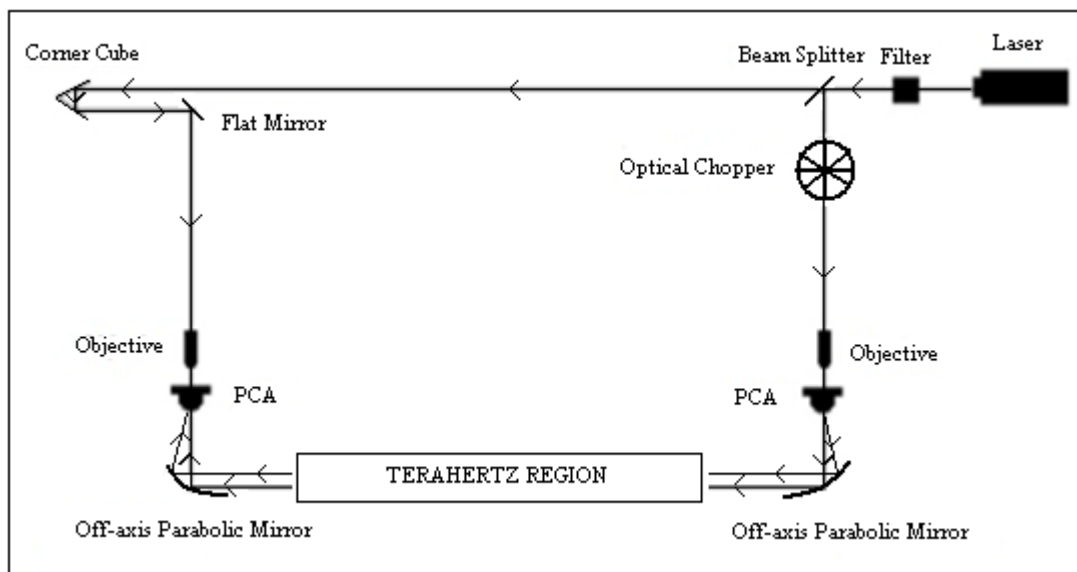 Corner Cube
Beam Splitter
Filter
Laser
Flat Mirror
Optical Chopper
Objective
Objective
PCA
PCA
TERAHERTZ REGION
Off-axis Parabolic Mirror
Off-axis Parabolic Mirror